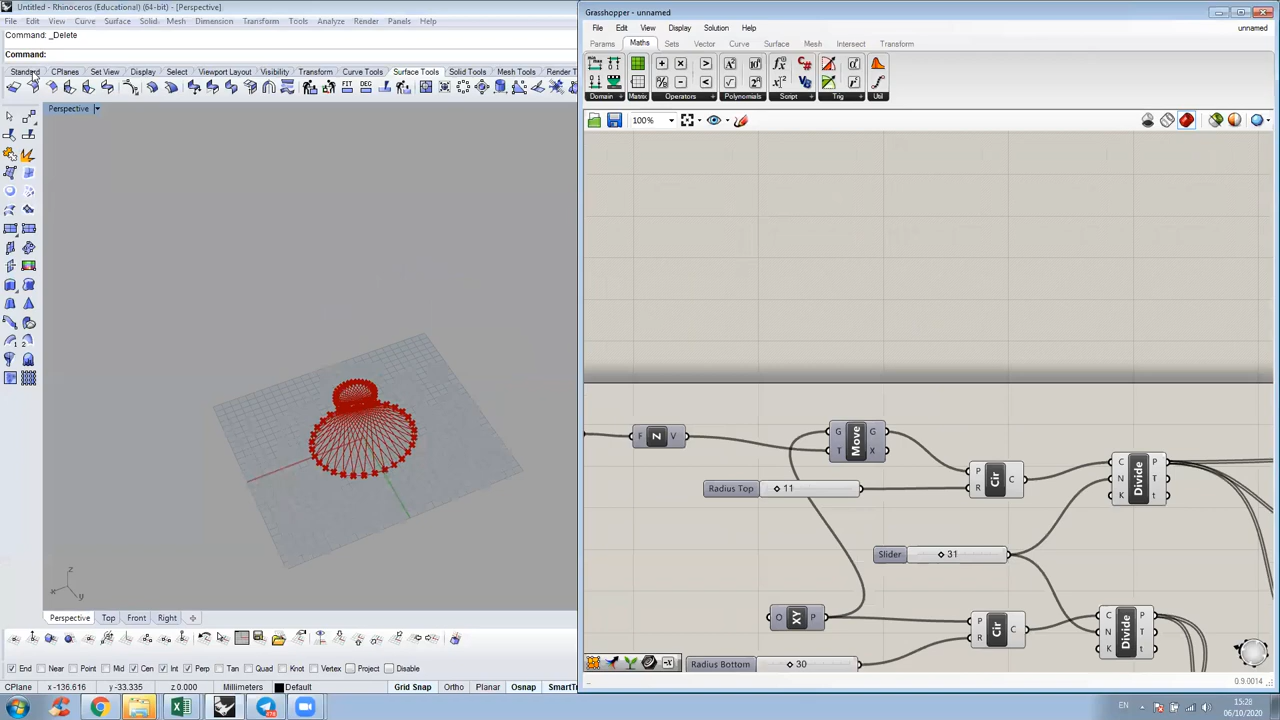 Untitled - Rhinoceros (Educational) (64-bit) - [Perspective]
File Edit View Curve Surface Solid Mesh Dimension Transform Tools Analyze Render Panels Help
Command: _Delete
Command:
Standard CPlanes Set View Display Select Viewport Layout Visibility Transform Curve Tools Surface Tools Solid Tools Mesh Tools Render T
Perspective
z
x y
Perspective Top Front Right
End Near Point Mid Cen Int Perp Tan Quad Knot Vertex Project Disable
CPlane x -136.616 y -33.335 z 0.000 Millimeters Default Grid Snap Ortho Planar Osnap SmartTr
Grasshopper - unnamed
File Edit View Display Solution Help unnamed
Params Maths Sets Vector Curve Surface Mesh Intersect Transform
Domain Matrix Operators Polynomials Script Trig Util
100%
F Z V
G T Move G X
Radius Top 11
P R Cir C
C N K Divide P T t
Slider 31
O XY P
P R Cir C
C N K Divide P
Radius Bottom 30
0.9.0014
478
EN
15:28
06/10/2020